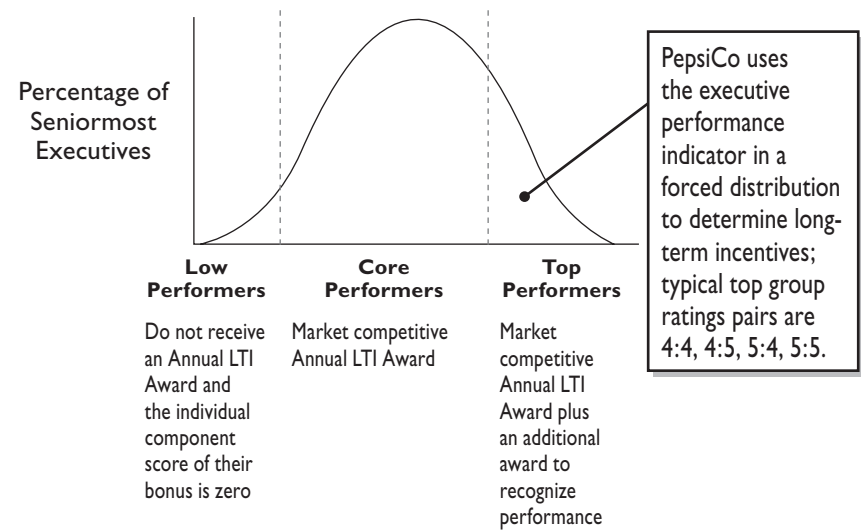 Percentage of
Seniormost
Executives
PepsiCo uses
the executive
performance
indicator in a
forced distribution
to determine long-
term incentives;
typical top group
ratings pairs are
4:4, 4:5, 5:4, 5:5.
Low
Performers
Do not receive
an Annual LTI
Award and
the individual
component
score of their
bonus is zero
Core
Performers
Market competitive
Annual LTI Award
Top
Performers
Market
competitive
Annual LTI
Award plus
an additional
award to
recognize
performance